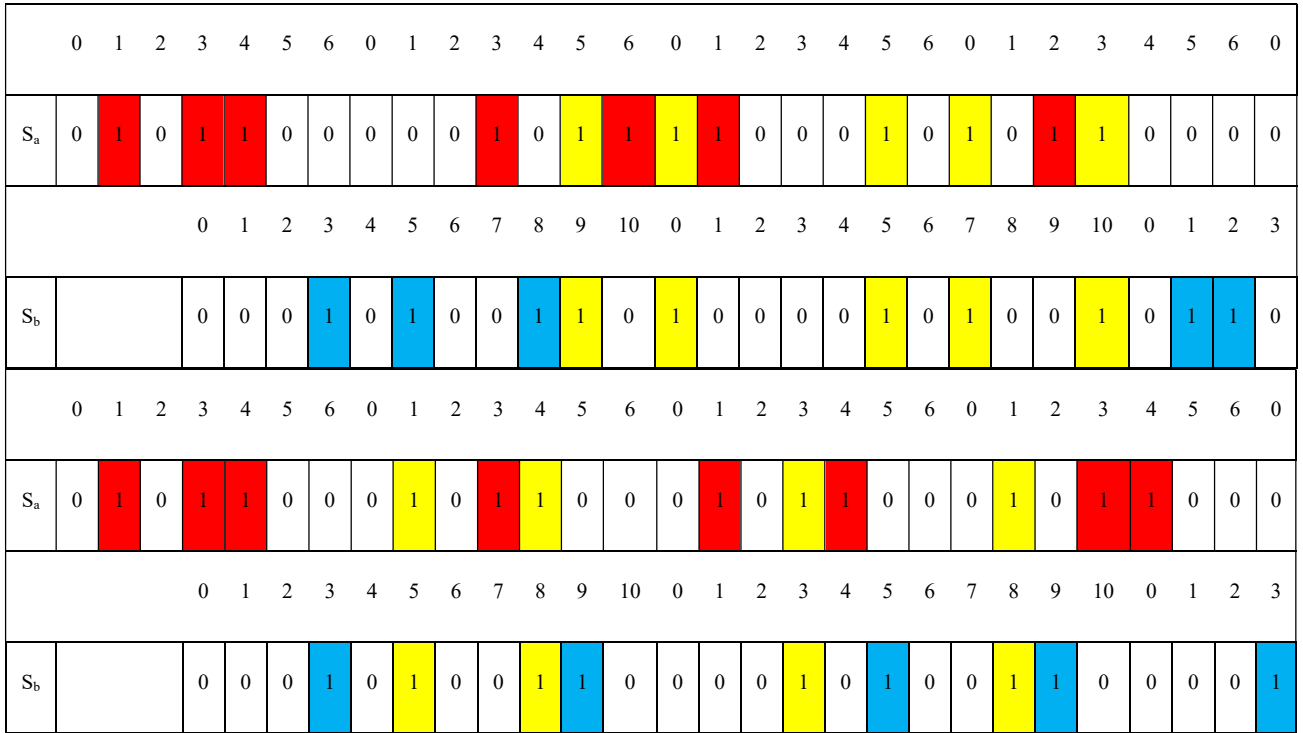 0 1 2 3 4 5 6 0 1 2 3 4 5 6 0 1 2 3 4 5 6 0 1 2 3 4 5 6 0
Sₐ 0 1 0 1 1 0 0 0 0 0 1 0 1 1 1 1 0 0 0 1 0 1 0 1 1 0 0 0 0
0 1 2 3 4 5 6 7 8 9 10 0 1 2 3 4 5 6 7 8 9 10 0 1 2 3
S_b 0 0 0 1 0 1 0 0 1 1 0 1 0 0 0 0 1 0 1 0 0 1 0 1 1 0
0 1 2 3 4 5 6 0 1 2 3 4 5 6 0 1 2 3 4 5 6 0 1 2 3 4 5 6 0
Sₐ 0 1 0 1 1 0 0 0 1 0 1 1 0 0 0 1 0 1 1 0 0 0 1 0 1 1 0 0 0
0 1 2 3 4 5 6 7 8 9 10 0 1 2 3 4 5 6 7 8 9 10 0 1 2 3
S_b 0 0 0 1 0 1 0 0 1 1 0 0 0 0 1 0 1 0 0 1 1 0 0 0 0 1